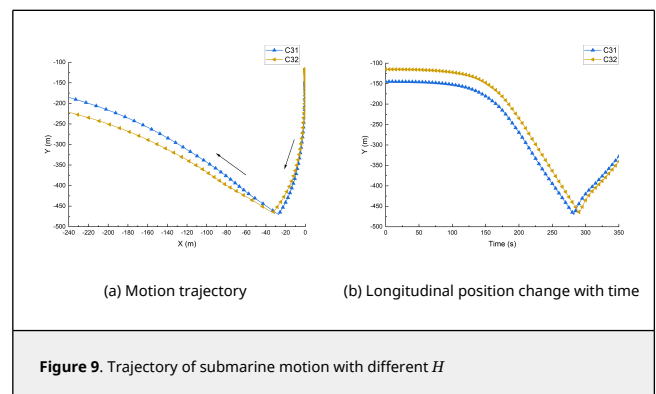 C31
C32
-100
-150
-200
-250
-300
-350
-400
-450
-500
Y (m)
-240 -220 -200 -180 -160 -140 -120 -100 -80 -60 -40 -20 0
X (m)
C31
C32
-100
-150
-200
-250
-300
-350
-400
-450
-500
Y (m)
0 50 100 150 200 250 300 350
Time (s)
(a) Motion trajectory
(b) Longitudinal position change with time
Figure 9. Trajectory of submarine motion with different H